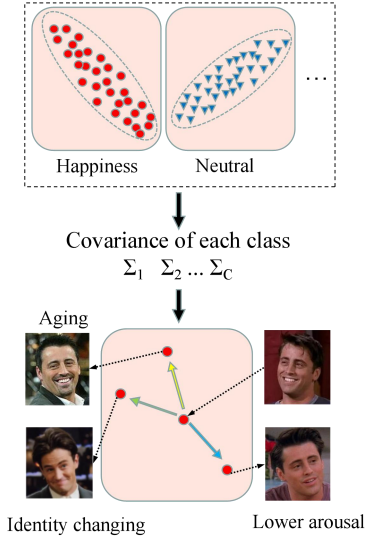 Happiness
Neutral
...
Covariance of each class
Σ1 Σ2 ... ΣC
Aging
Identity changing
Lower arousal